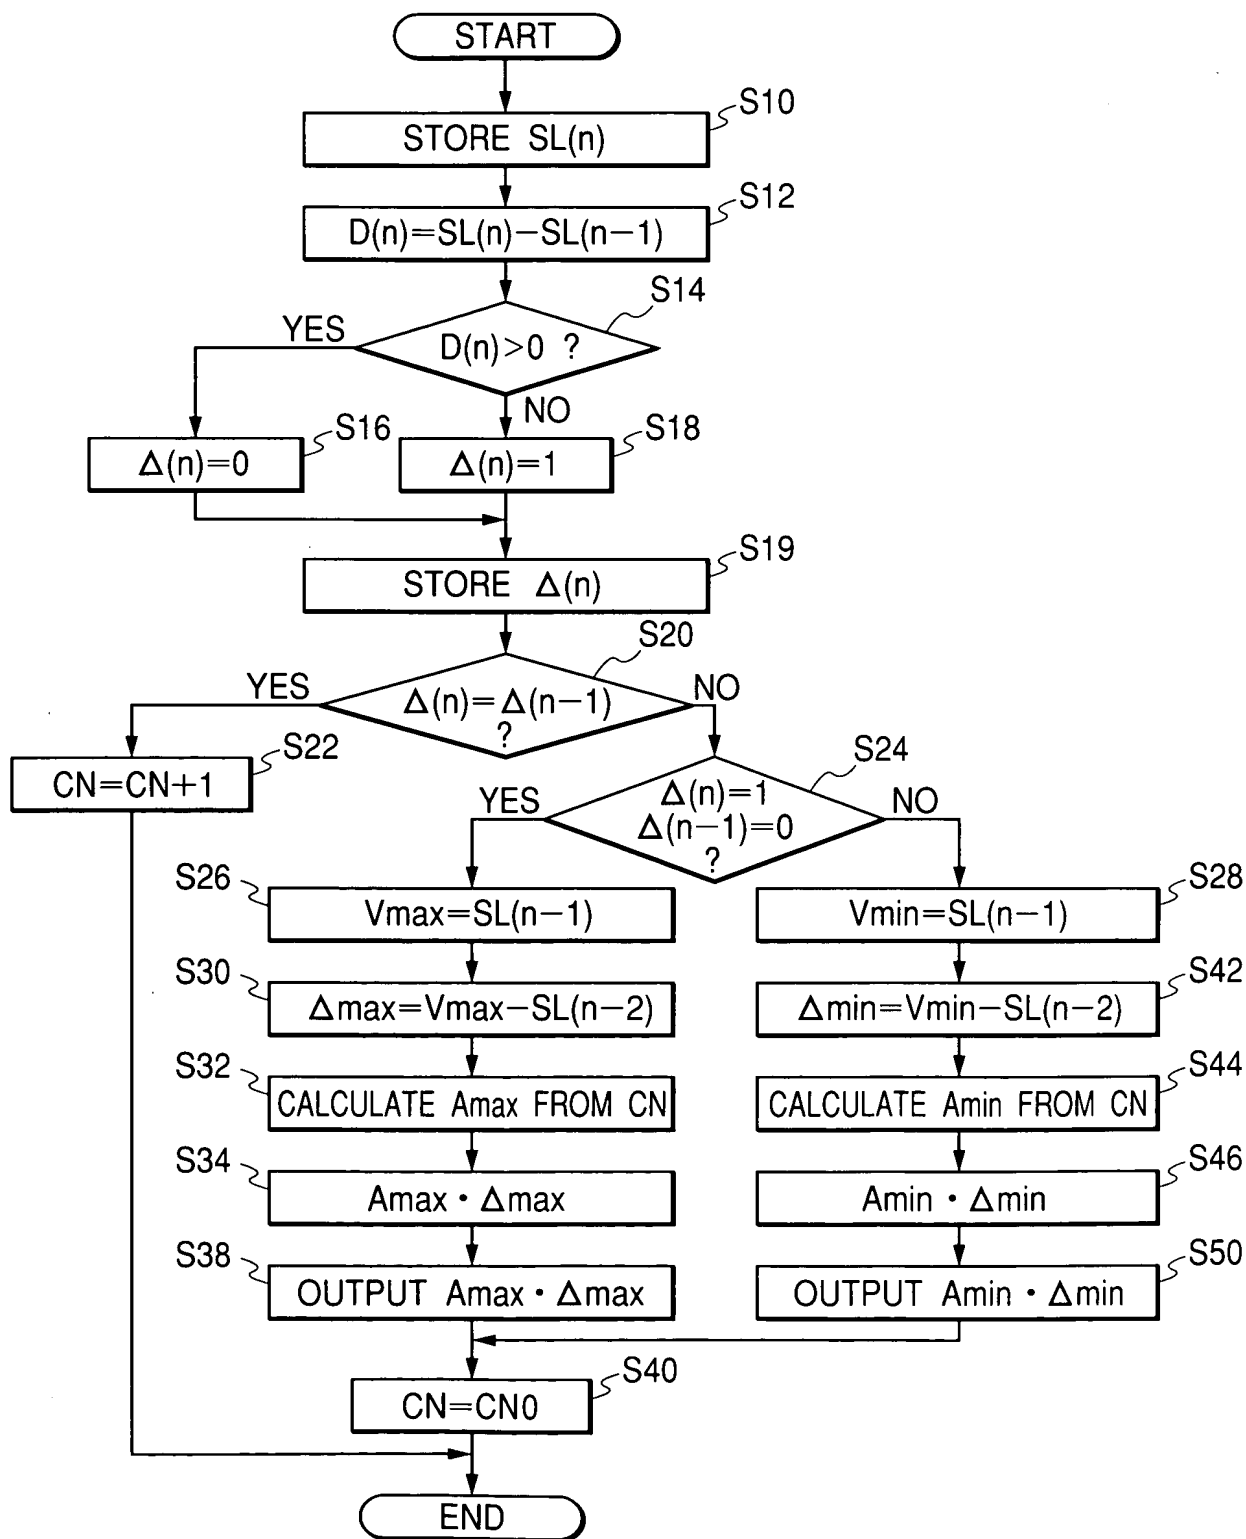 START
S10
STORE SL(n)
S12
D(n)=SL(n)−SL(n−1)
S14
D(n)>0 ?
YES
NO
S16
Δ(n)=0
S18
Δ(n)=1
S19
STORE Δ(n)
S20
Δ(n)=Δ(n−1)
?
YES
NO
S22
CN=CN+1
S24
Δ(n)=1
Δ(n−1)=0
?
YES
NO
S26
Vmax=SL(n−1)
S28
Vmin=SL(n−1)
S30
Δmax=Vmax−SL(n−2)
S42
Δmin=Vmin−SL(n−2)
S32
CALCULATE Amax FROM CN
S44
CALCULATE Amin FROM CN
S34
Amax・Δmax
S46
Amin・Δmin
S38
OUTPUT Amax・Δmax
S50
OUTPUT Amin・Δmin
S40
CN=CN0
END